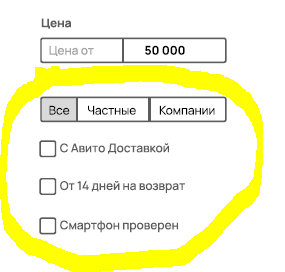 Цена
Цена от 50 000
Все Частные Компании
С Авито Доставкой
От 14 дней на возврат
Смартфон проверен